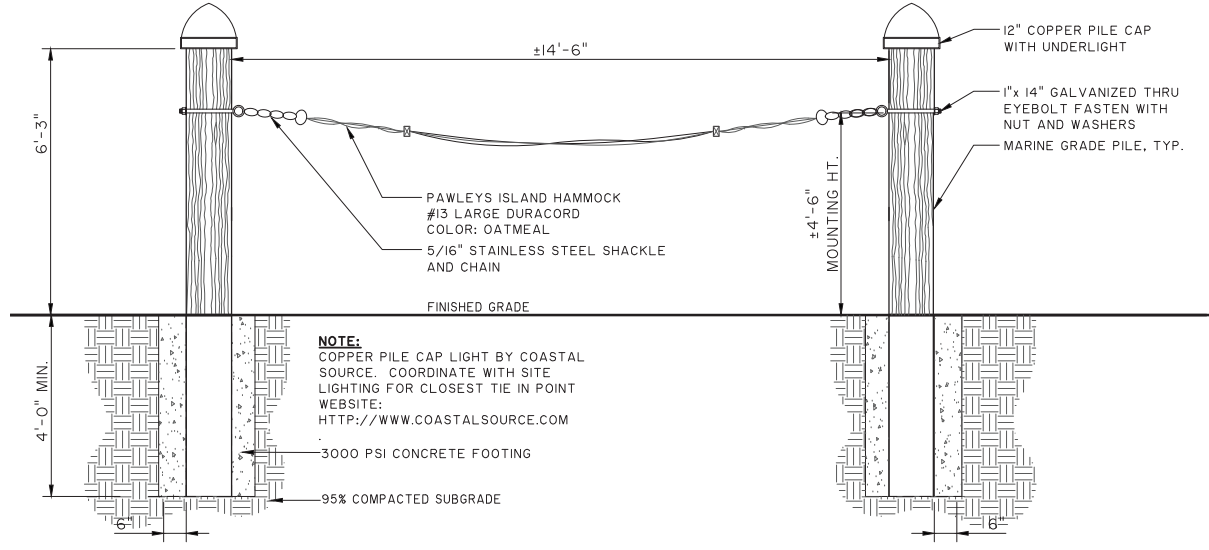 ±14'-6"
12" COPPER PILE CAP
WITH UNDERLIGHT
6'-3"
1"x 14" GALVANIZED THRU
EYEBOLT FASTEN WITH
NUT AND WASHERS
MARINE GRADE PILE, TYP.
PAWLEYS ISLAND HAMMOCK
#13 LARGE DURACORD
COLOR: OATMEAL
5/16" STAINLESS STEEL SHACKLE
AND CHAIN
±4'-6"
MOUNTING HT.
FINISHED GRADE
NOTE:
COPPER PILE CAP LIGHT BY COASTAL
SOURCE. COORDINATE WITH SITE
LIGHTING FOR CLOSEST TIE IN POINT
WEBSITE:
HTTP://WWW.COASTALSOURCE.COM
.
4'-0" MIN.
3000 PSI CONCRETE FOOTING
95% COMPACTED SUBGRADE
6"
6"